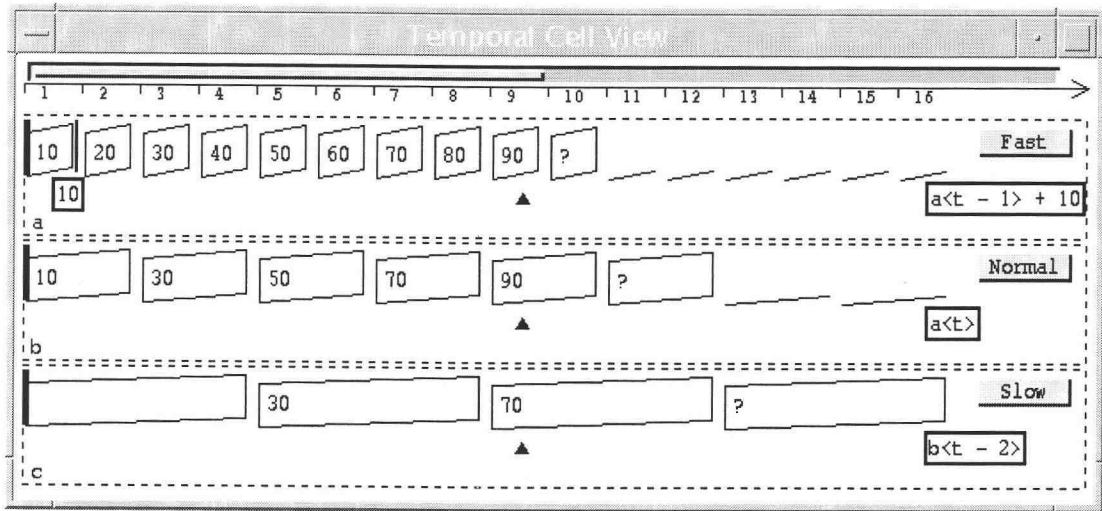 Temporal Cell View
1 2 3 4 5 6 7 8 9 10 11 12 13 14 15 16
10 20 30 40 50 60 70 80 90 ? Fast
10 a<t - 1> + 10
a
10 30 50 70 90 ? Normal
a<t>
b
30 70 ? Slow
b<t - 2>
c